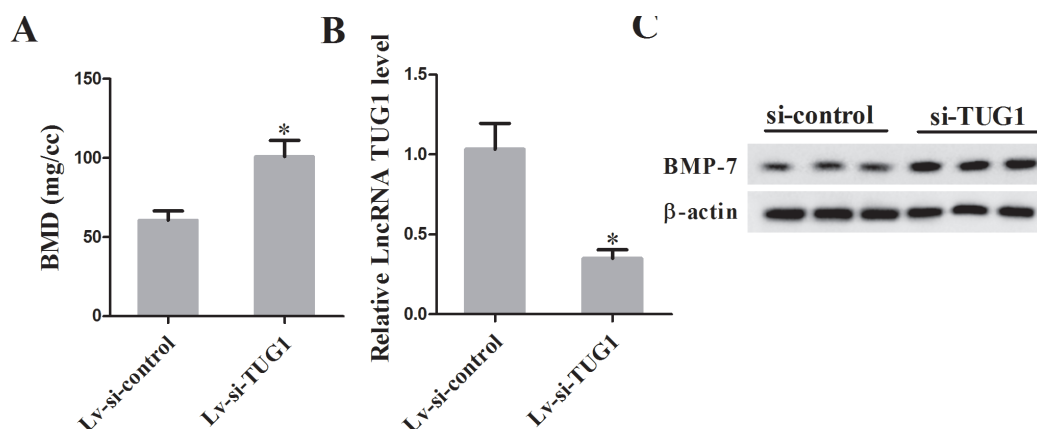 A
BMD (mg/cc)
150
100
50
0
*
Lv-si-control
Lv-si-TUG1
B
Relative LncRNA TUG1 level
1.5
1.0
0.5
0.0
*
Lv-si-control
Lv-si-TUG1
C
si-control
si-TUG1
BMP-7
β-actin